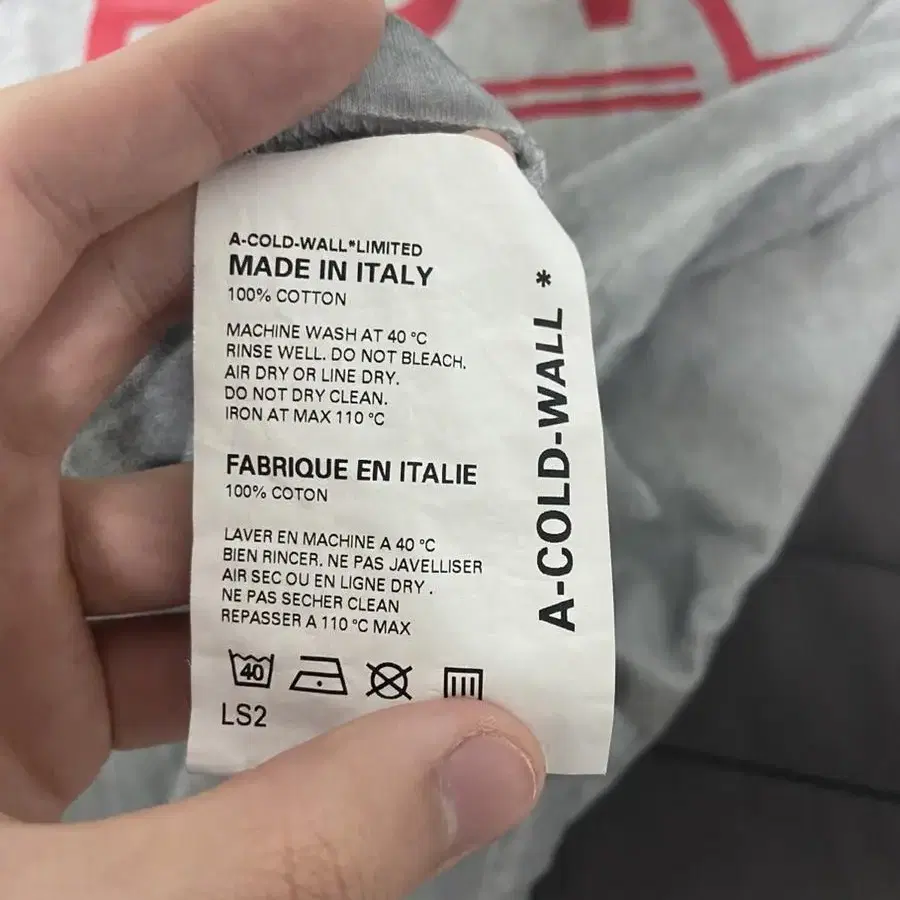 A-COLD-WALL*LIMITED
MADE IN ITALY
100% COTTON
MACHINE WASH AT 40 °C
RINSE WELL. DO NOT BLEACH.
AIR DRY OR LINE DRY.
DO NOT DRY CLEAN.
IRON AT MAX 110 °C
FABRIQUE EN ITALIE
100% COTON
LAVER EN MACHINE A 40 °C
BIEN RINCER. NE PAS JAVELLISER
AIR SEC OU EN LIGNE DRY .
NE PAS SECHER CLEAN
REPASSER A 110 °C MAX
40
LS2
A-COLD-WALL *